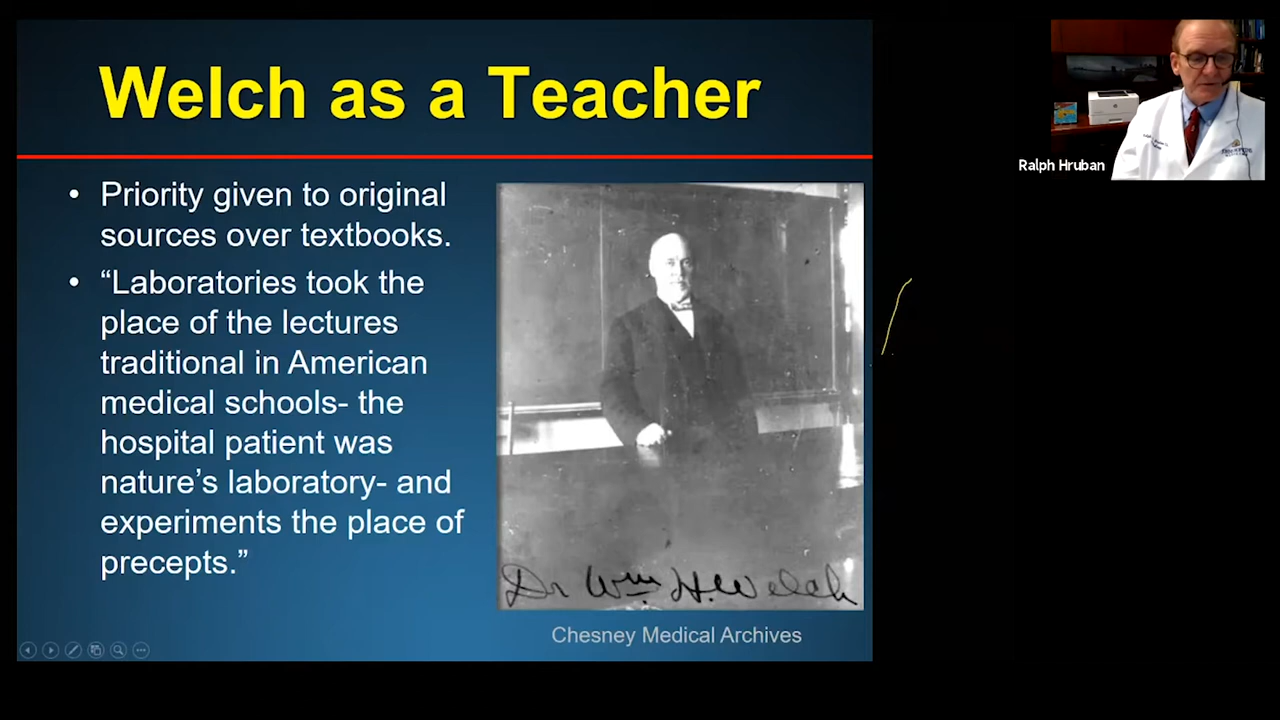 Welch as a Teacher
• Priority given to original
sources over textbooks.
• “Laboratories took the
place of the lectures
traditional in American
medical schools- the
hospital patient was
nature’s laboratory- and
experiments the place of
precepts.”
Dr Wm H. Welch
Chesney Medical Archives
Ralph Hruban